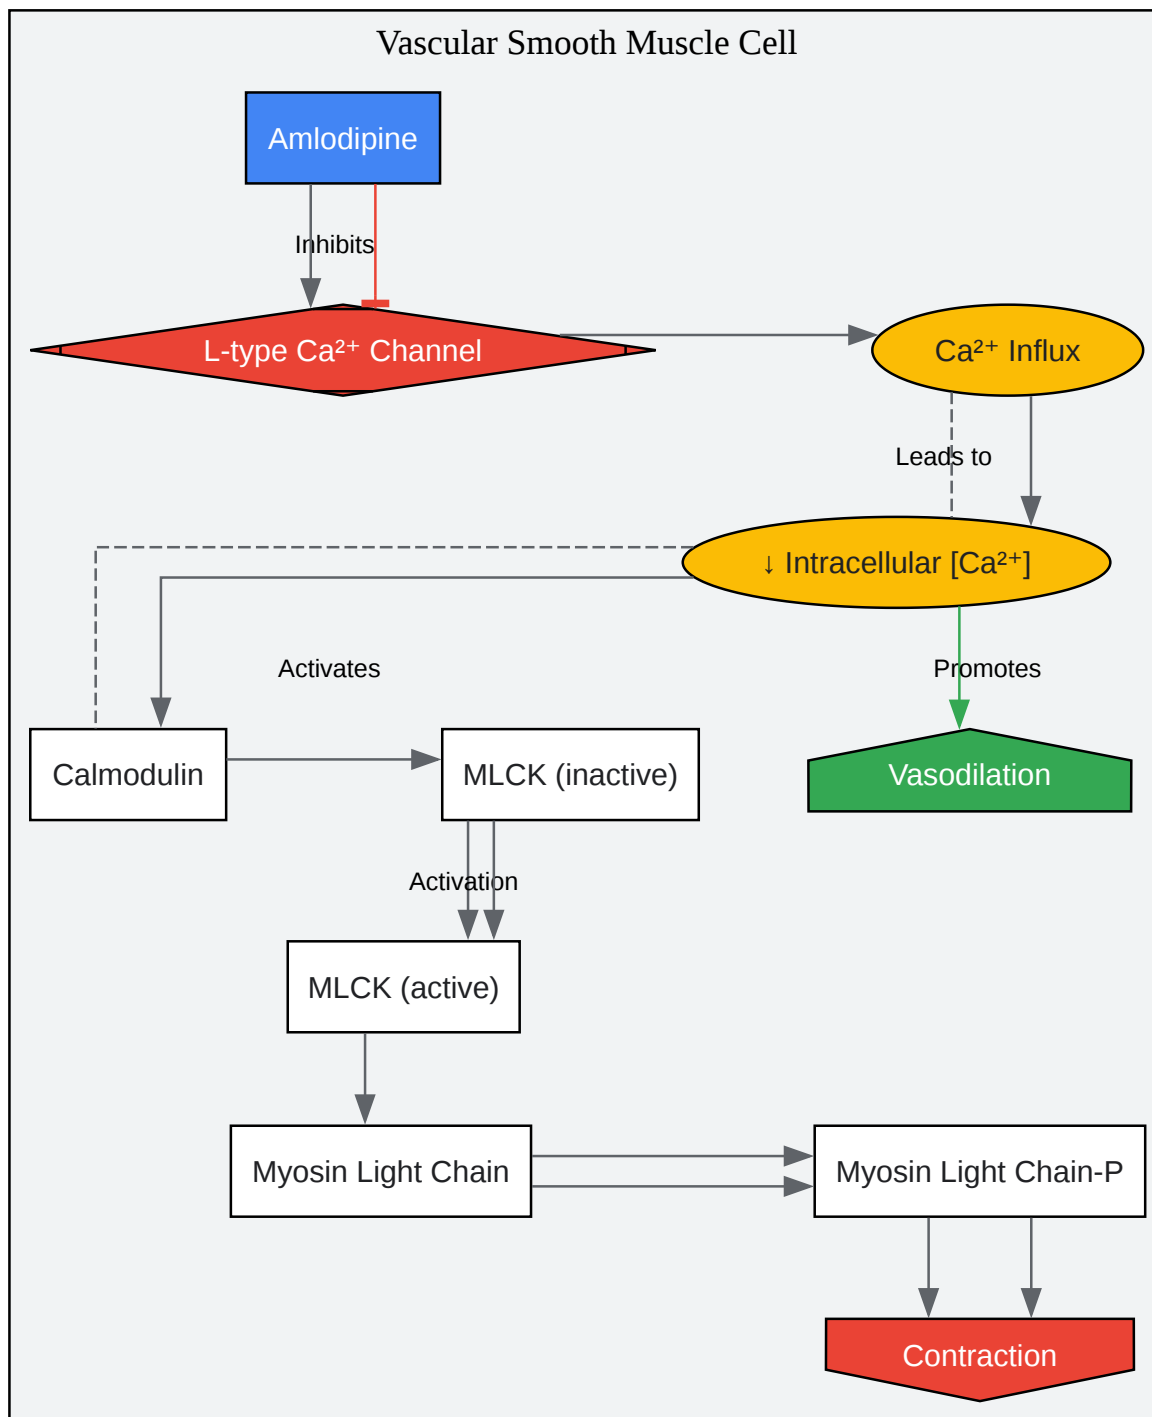 Vascular Smooth Muscle Cell
Amlodipine
Inhibits
L-type Ca²⁺ Channel
Ca²⁺ Influx
Leads to
↓ Intracellular [Ca²⁺]
Activates
Promotes
Calmodulin
MLCK (inactive)
Vasodilation
Activation
MLCK (active)
Myosin Light Chain
Myosin Light Chain-P
Contraction